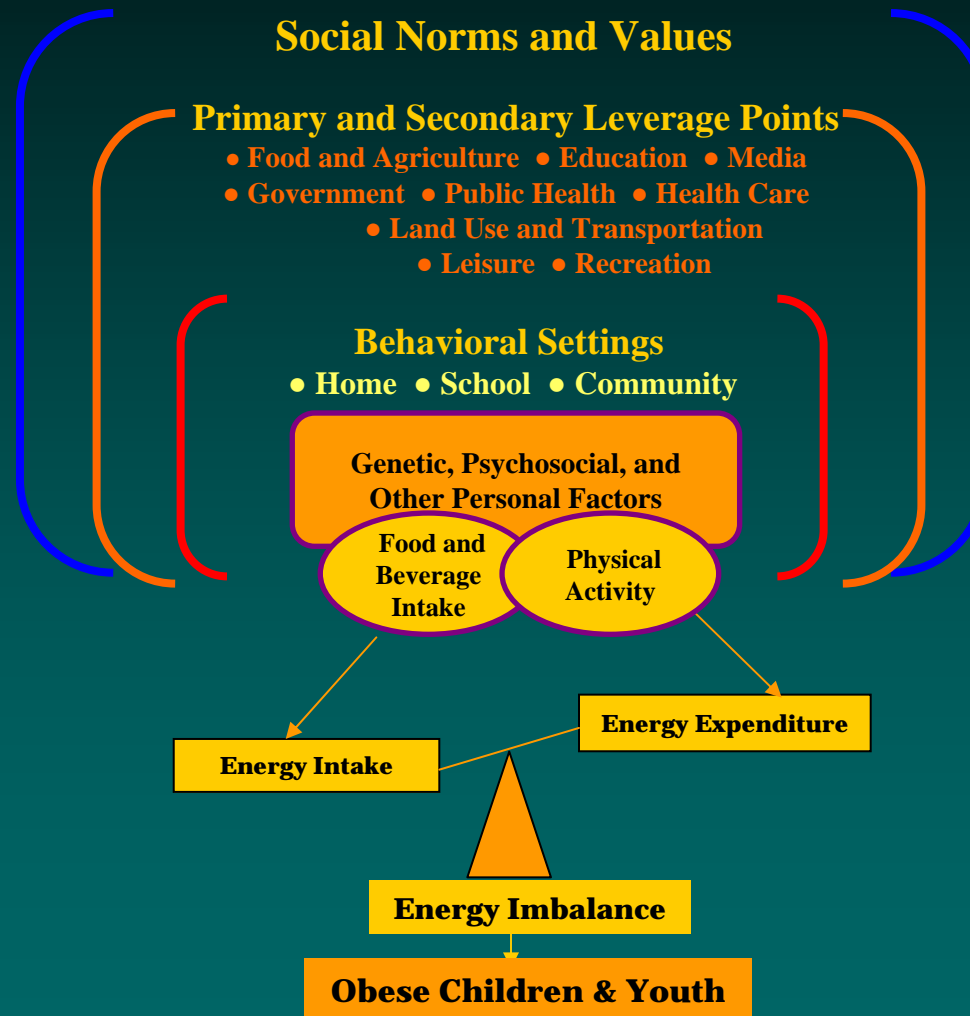 Social Norms and Values
Primary and Secondary Leverage Points
● Food and Agriculture ● Education ● Media
● Government ● Public Health ● Health Care
● Land Use and Transportation
● Leisure ● Recreation
Behavioral Settings
● Home ● School ● Community
Genetic, Psychosocial, and
Other Personal Factors
Food and
Beverage
Intake
Physical
Activity
Energy Expenditure
Energy Intake
Energy Imbalance
Obese Children & Youth